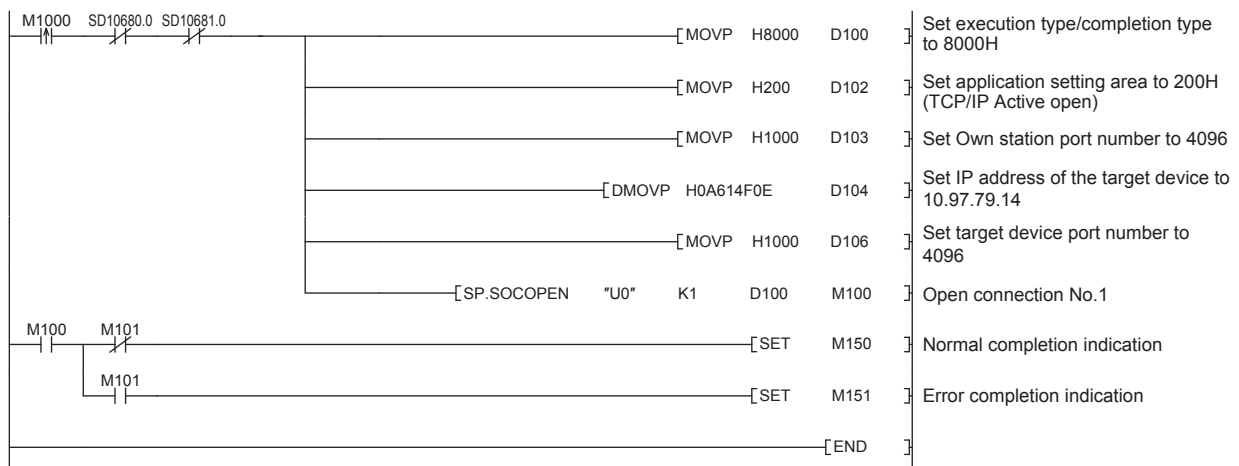 M1000 SD10680.0 SD10681.0
[MOVP H8000 D100 ] Set execution type/completion type
to 8000H
[MOVP H200 D102 ] Set application setting area to 200H
(TCP/IP Active open)
[MOVP H1000 D103 ] Set Own station port number to 4096
[DMOVP H0A614F0E D104 ] Set IP address of the target device to
10.97.79.14
[MOVP H1000 D106 ] Set target device port number to
4096
[SP.SOCOPEN "U0" K1 D100 M100 ] Open connection No.1
M100 M101
[SET M150 ] Normal completion indication
M101
[SET M151 ] Error completion indication
[END ]